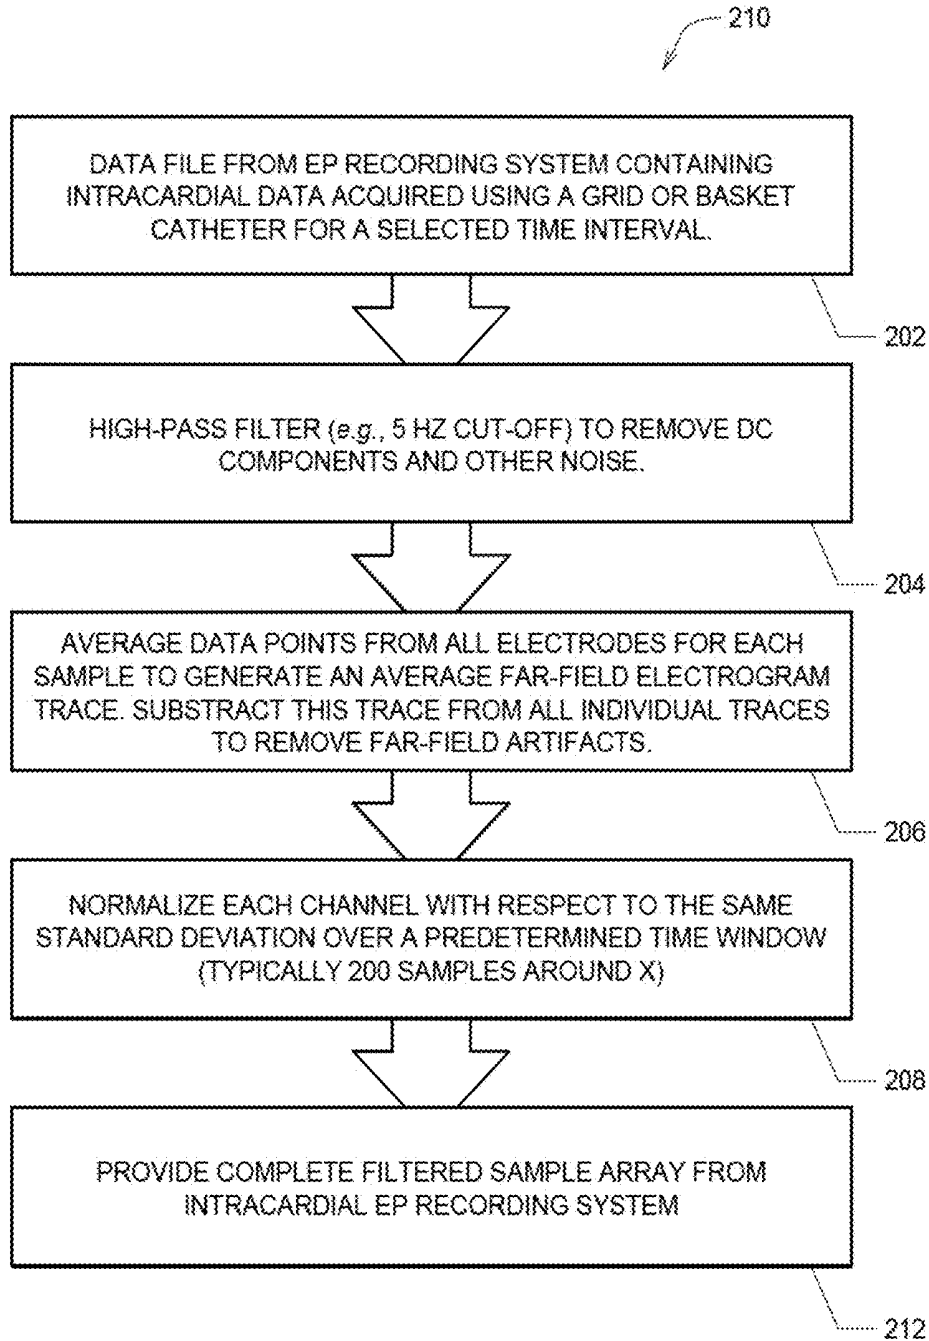 210
DATA FILE FROM EP RECORDING SYSTEM CONTAINING
INTRACARDIAL DATA ACQUIRED USING A GRID OR BASKET
CATHETER FOR A SELECTED TIME INTERVAL.
202
HIGH-PASS FILTER (e.g., 5 HZ CUT-OFF) TO REMOVE DC
COMPONENTS AND OTHER NOISE.
204
AVERAGE DATA POINTS FROM ALL ELECTRODES FOR EACH
SAMPLE TO GENERATE AN AVERAGE FAR-FIELD ELECTROGRAM
TRACE. SUBSTRACT THIS TRACE FROM ALL INDIVIDUAL TRACES
TO REMOVE FAR-FIELD ARTIFACTS.
206
NORMALIZE EACH CHANNEL WITH RESPECT TO THE SAME
STANDARD DEVIATION OVER A PREDETERMINED TIME WINDOW
(TYPICALLY 200 SAMPLES AROUND X)
208
PROVIDE COMPLETE FILTERED SAMPLE ARRAY FROM
INTRACARDIAL EP RECORDING SYSTEM
212